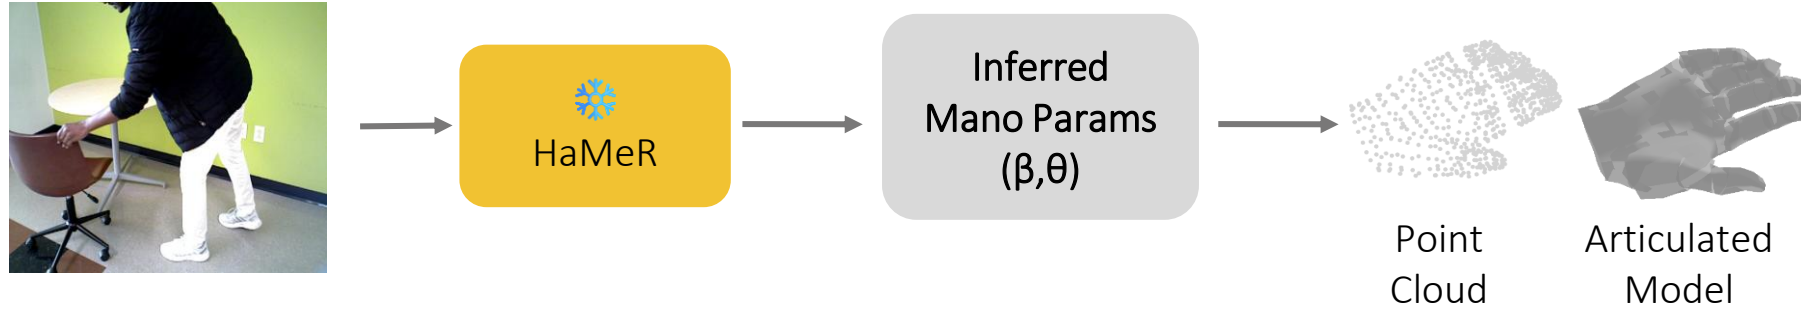 HaMeR
Inferred
Mano Params
(β,θ)
Point
Cloud
Articulated
Model